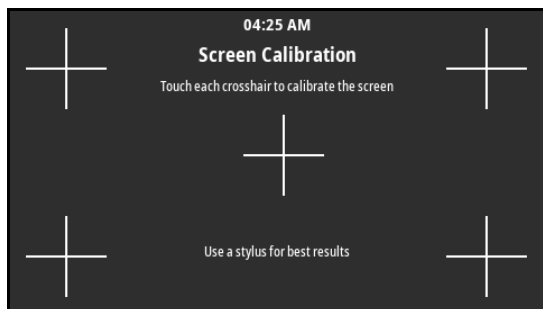 04:25 AM
Screen Calibration
Touch each crosshair to calibrate the screen
Use a stylus for best results